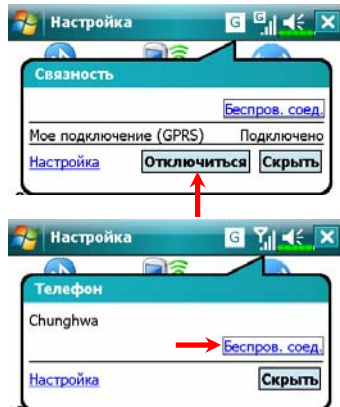 Настройка G G
Связность
Беспров. соед.
Мое подключение (GPRS) Подключено
Настройка Отключиться Скрыть
Настройка G
Телефон
Chunghwa
Беспров. соед.
Настройка Скрыть